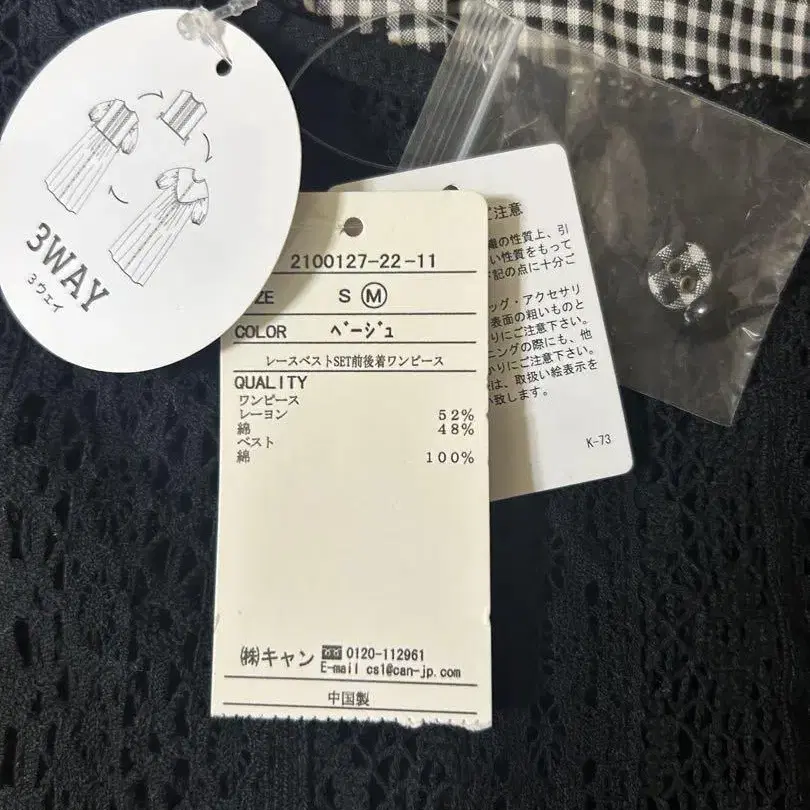 3WAY
3ウェイ
2100127-22-11
ZE S Ⓜ
COLOR ベージュ
レースベストSET前後着ワンピース
QUALITY
ワンピース
レーヨン 52%
綿 48%
ベスト
綿 100%
㈱キャン 0120-112961
E-mail cs1@can-jp.com
中国製
ご注意
の性質上、引
い性質をもって
下記の点に十分ご
ッグ・アクセサリ
表面の粗いものと
りにご注意下さい。
ニングの際にも、他
かりにご注意下さい。
は、取扱い絵表示を
い致します。
K-73